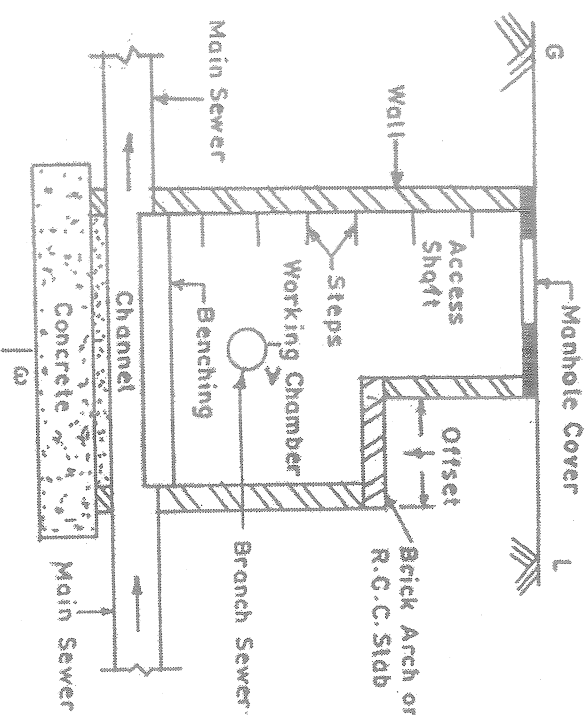 G
L
Manhole Cover
Access
Shaft
Offset
Wall
Brick Arch or
R.C.C.Slab
Steps
Working Chamber
Main Sewer
Branch Sewer
Benching
Channel
Main Sewer
Concrete
3